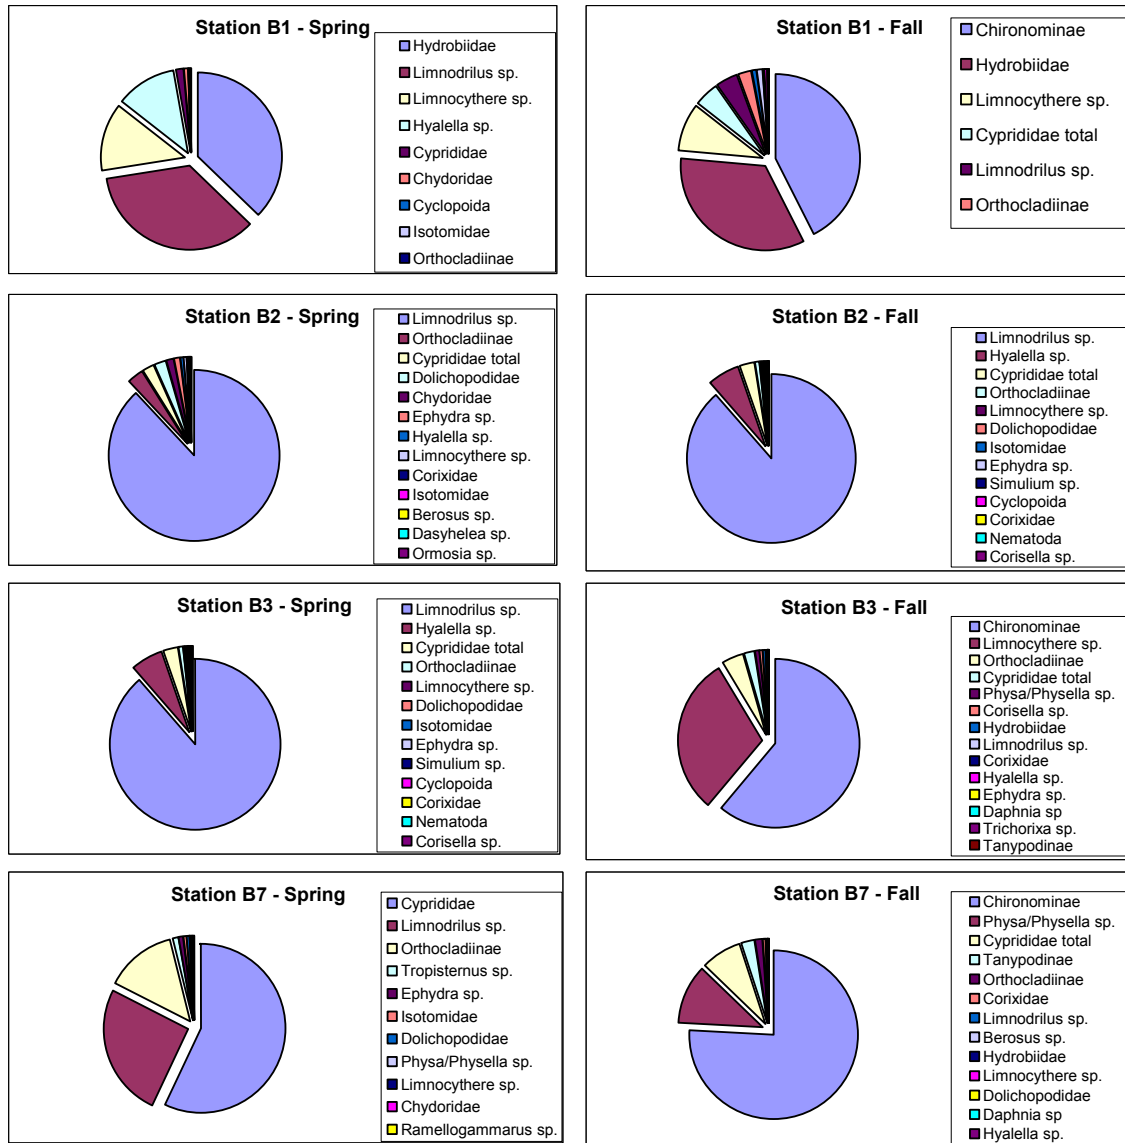 Station B1 - Spring
Hydrobiidae
Limnodrilus sp.
Limnocythere sp.
Hyalella sp.
Cyprididae
Chydoridae
Cyclopoida
Isotomidae
Orthocladiinae
Station B1 - Fall
Chironominae
Hydrobiidae
Limnocythere sp.
Cyprididae total
Limnodrilus sp.
Orthocladiinae
Station B2 - Spring
Limnodrilus sp.
Orthocladiinae
Cyprididae total
Dolichopodidae
Chydoridae
Ephydra sp.
Hyalella sp.
Limnocythere sp.
Corixidae
Isotomidae
Berosus sp.
Dasyhelea sp.
Ormosia sp.
Station B2 - Fall
Limnodrilus sp.
Hyalella sp.
Cyprididae total
Orthocladiinae
Limnocythere sp.
Dolichopodidae
Isotomidae
Ephydra sp.
Simulium sp.
Cyclopoida
Corixidae
Nematoda
Corisella sp.
Station B3 - Spring
Limnodrilus sp.
Hyalella sp.
Cyprididae total
Orthocladiinae
Limnocythere sp.
Dolichopodidae
Isotomidae
Ephydra sp.
Simulium sp.
Cyclopoida
Corixidae
Nematoda
Corisella sp.
Station B3 - Fall
Chironominae
Limnocythere sp.
Orthocladiinae
Cyprididae total
Physa/Physella sp.
Corisella sp.
Hydrobiidae
Limnodrilus sp.
Corixidae
Hyalella sp.
Ephydra sp.
Daphnia sp
Trichorixa sp.
Tanypodinae
Station B7 - Spring
Cyprididae
Limnodrilus sp.
Orthocladiinae
Tropisternus sp.
Ephydra sp.
Isotomidae
Dolichopodidae
Physa/Physella sp.
Limnocythere sp.
Chydoridae
Ramellogammarus sp.
Station B7 - Fall
Chironominae
Physa/Physella sp.
Cyprididae total
Tanypodinae
Orthocladiinae
Corixidae
Limnodrilus sp.
Berosus sp.
Hydrobiidae
Limnocythere sp.
Dolichopodidae
Daphnia sp
Hyalella sp.